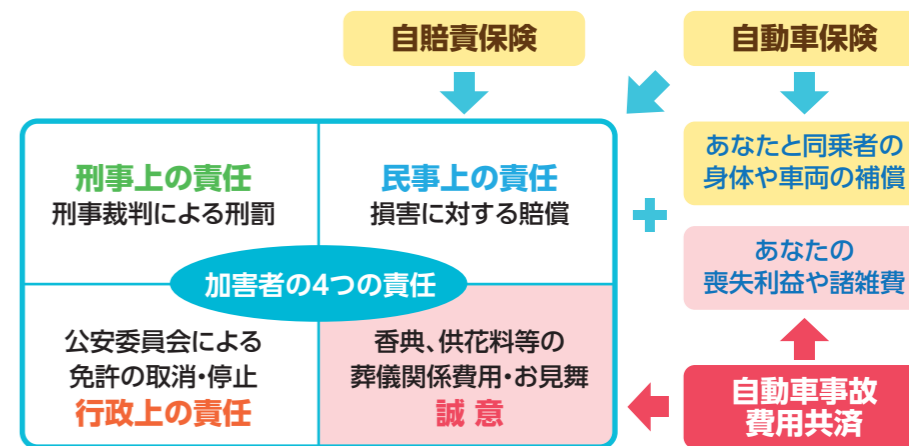 自賠責保険
自動車保険
刑事上の責任
刑事裁判による刑罰
民事上の責任
損害に対する賠償
あなたと同乗者の
身体や車両の補償
加害者の4つの責任
あなたの
喪失利益や諸雑費
公安委員会による
免許の取消・停止
行政上の責任
香典、供花料等の
葬儀関係費用・お見舞
誠意
自動車事故
費用共済